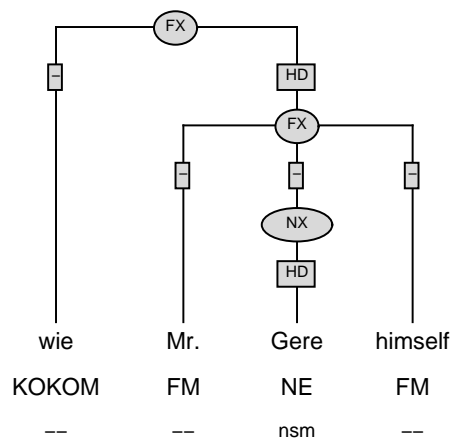 FX
– HD
FX
– – –
NX
HD
wie Mr. Gere himself
KOKOM FM NE FM
−− −− nsm −−